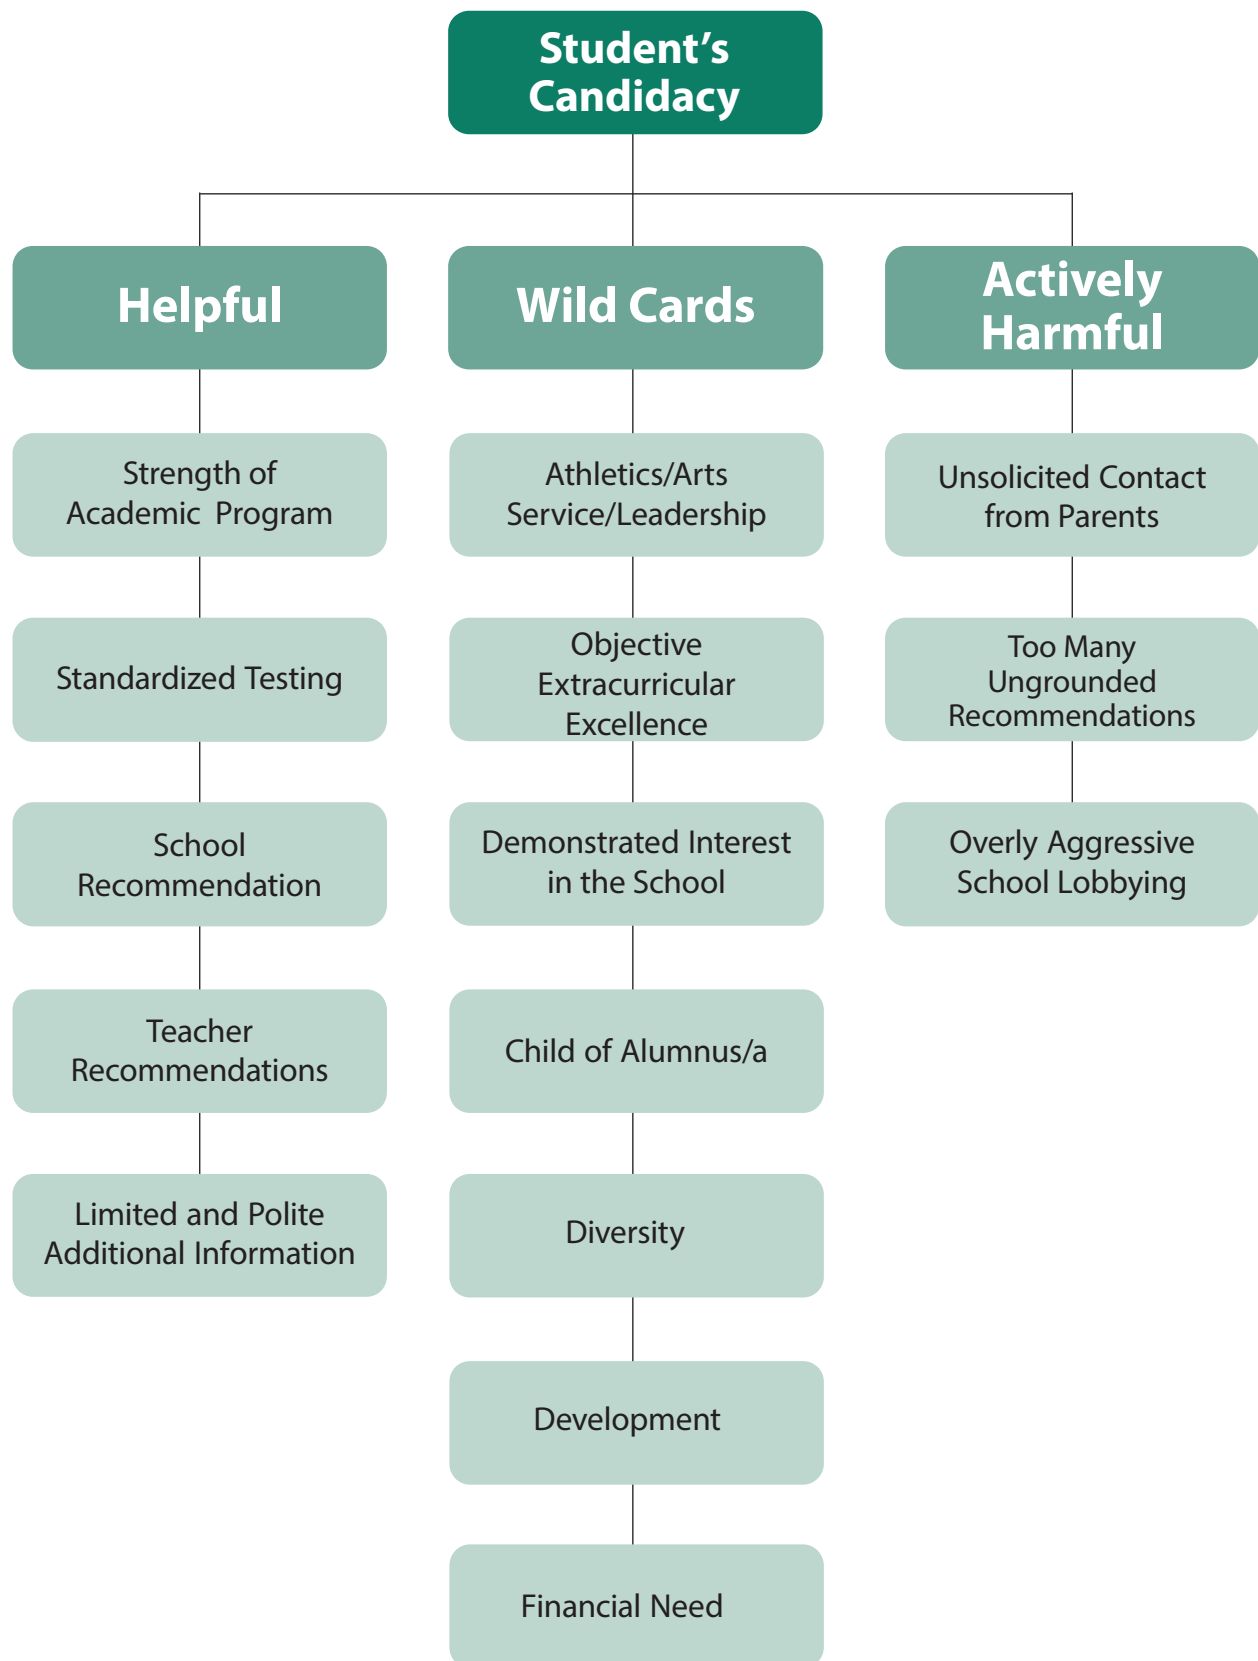 Student’s
Candidacy
Helpful
Wild Cards
Actively
Harmful
Strength of
Academic Program
Standardized Testing
School
Recommendation
Teacher
Recommendations
Limited and Polite
Additional Information
Athletics/Arts
Service/Leadership
Objective
Extracurricular
Excellence
Demonstrated Interest
in the School
Child of Alumnus/a
Diversity
Development
Financial Need
Unsolicited Contact
from Parents
Too Many
Ungrounded
Recommendations
Overly Aggressive
School Lobbying